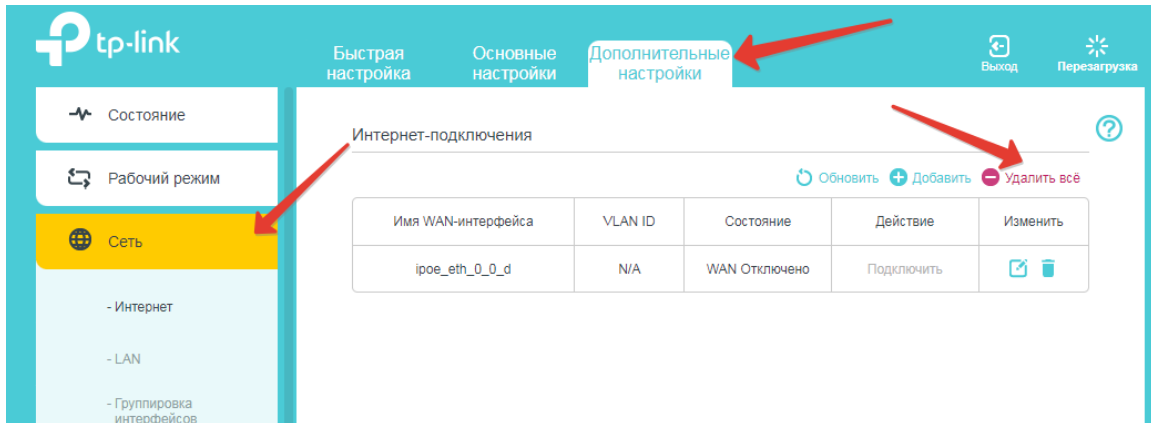 tp-link
Быстрая настройка
Основные настройки
Дополнительные настройки
Выход
Перезагрузка
Состояние
Рабочий режим
Сеть
- Интернет
- LAN
- Группировка интерфейсов
Интернет-подключения
Обновить Добавить Удалить всё
Имя WAN-интерфейса VLAN ID Состояние Действие Изменить
ipoe_eth_0_0_d N/A WAN Отключено Подключить